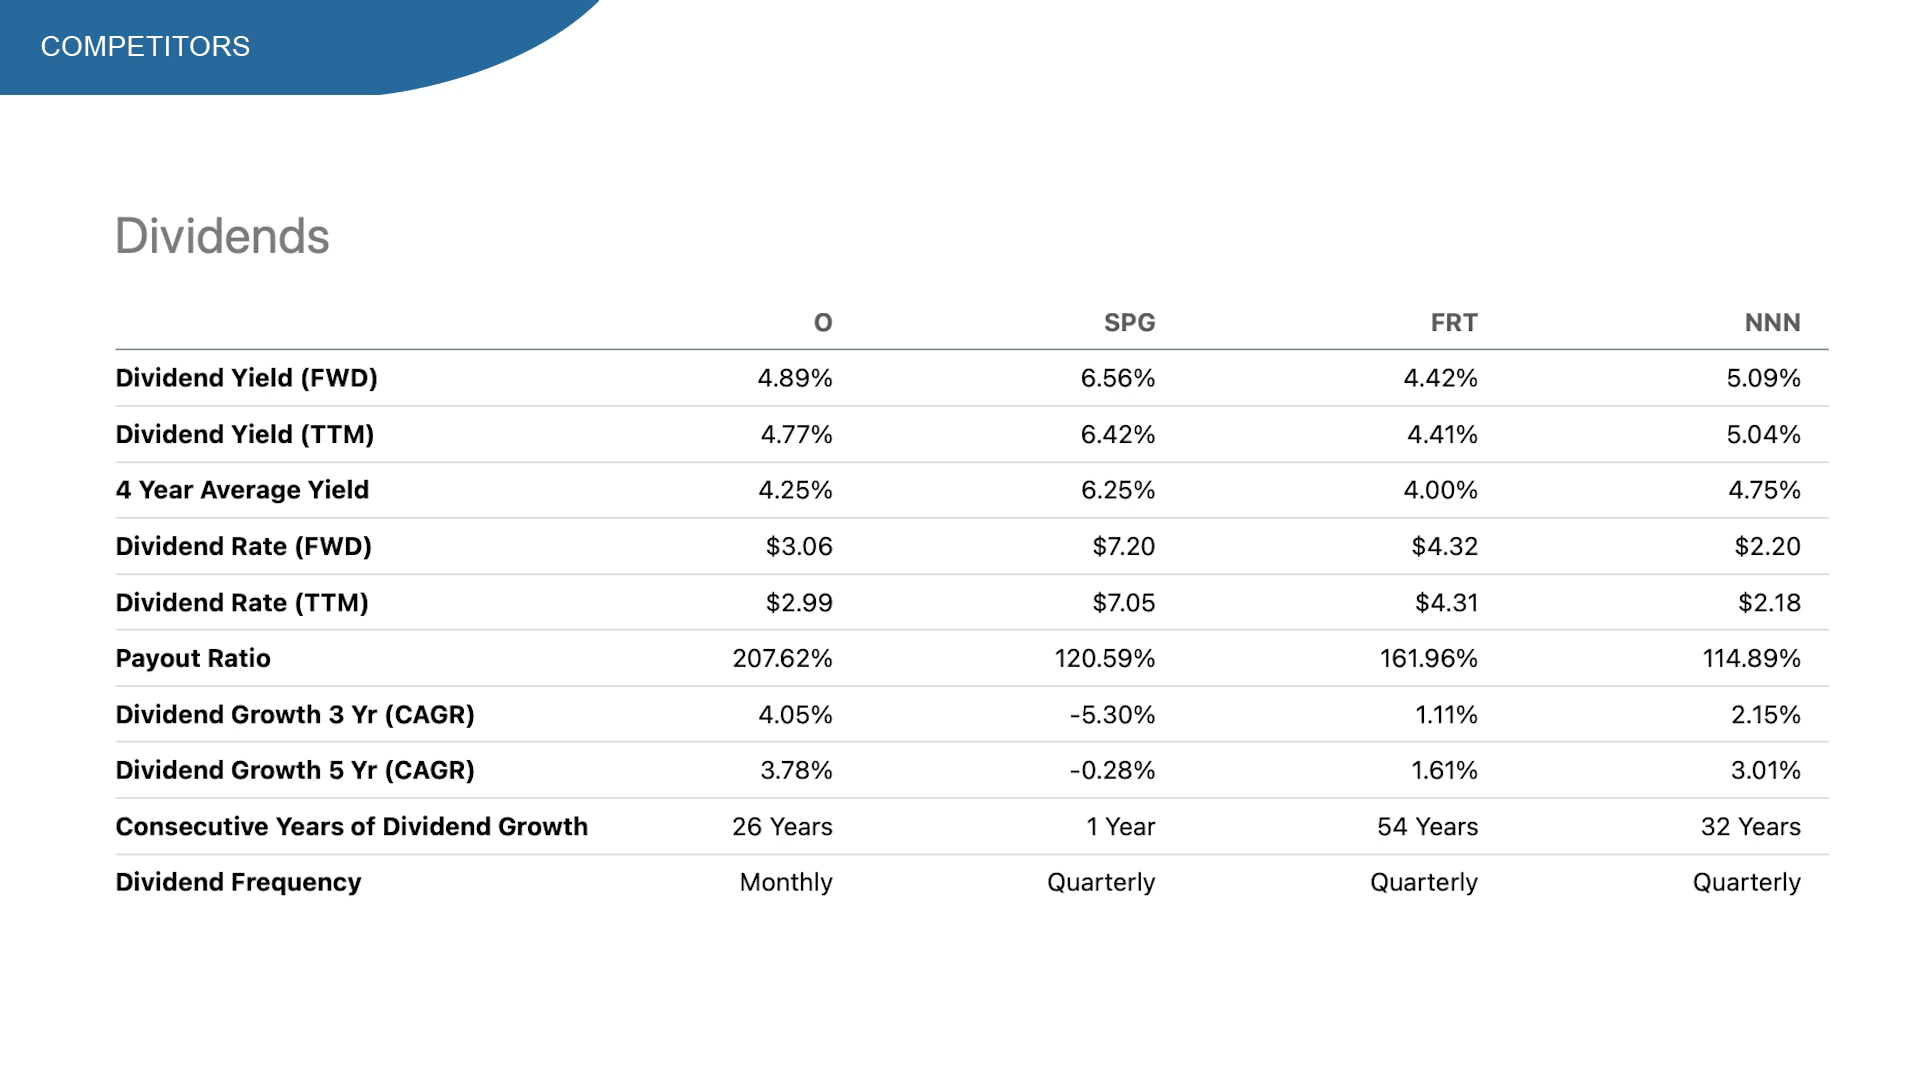 COMPETITORS
Dividends
O SPG FRT NNN
Dividend Yield (FWD) 4.89% 6.56% 4.42% 5.09%
Dividend Yield (TTM) 4.77% 6.42% 4.41% 5.04%
4 Year Average Yield 4.25% 6.25% 4.00% 4.75%
Dividend Rate (FWD) $3.06 $7.20 $4.32 $2.20
Dividend Rate (TTM) $2.99 $7.05 $4.31 $2.18
Payout Ratio 207.62% 120.59% 161.96% 114.89%
Dividend Growth 3 Yr (CAGR) 4.05% -5.30% 1.11% 2.15%
Dividend Growth 5 Yr (CAGR) 3.78% -0.28% 1.61% 3.01%
Consecutive Years of Dividend Growth 26 Years 1 Year 54 Years 32 Years
Dividend Frequency Monthly Quarterly Quarterly Quarterly